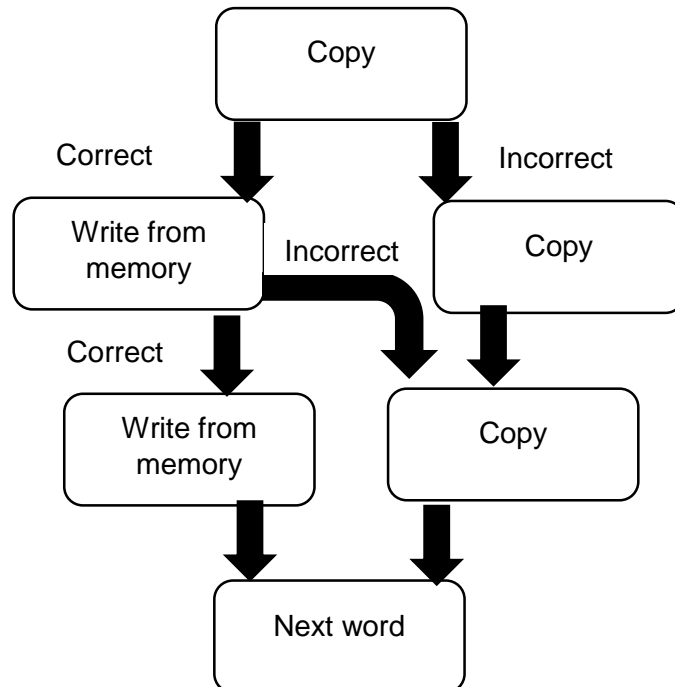 Copy
Correct
Incorrect
Write from
memory
Incorrect
Copy
Correct
Write from
memory
Copy
Next word